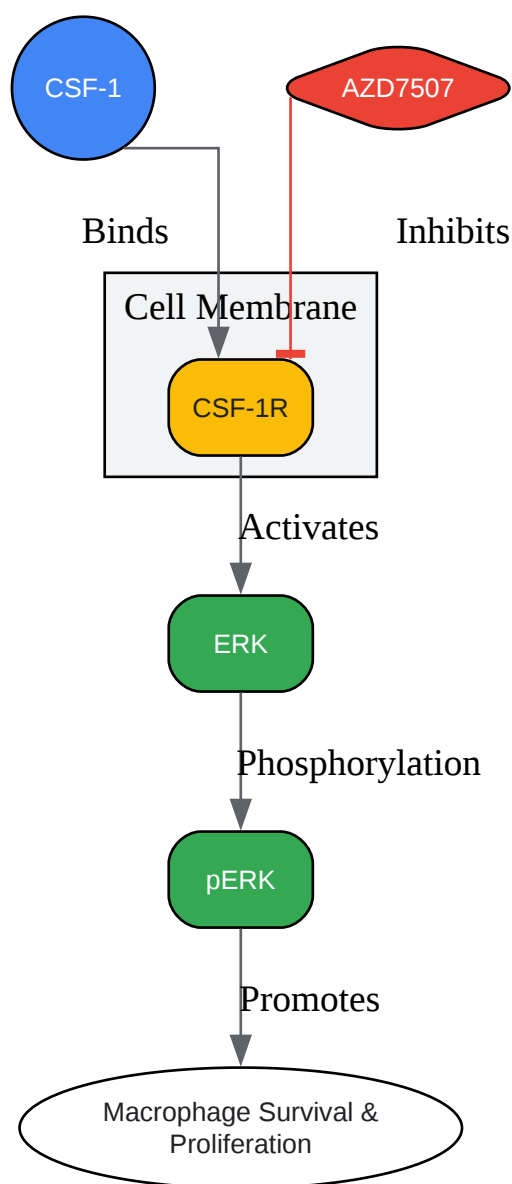 CSF-1
AZD7507
Binds
Inhibits
Cell Membrane
CSF-1R
Activates
ERK
Phosphorylation
pERK
Promotes
Macrophage Survival &
Proliferation